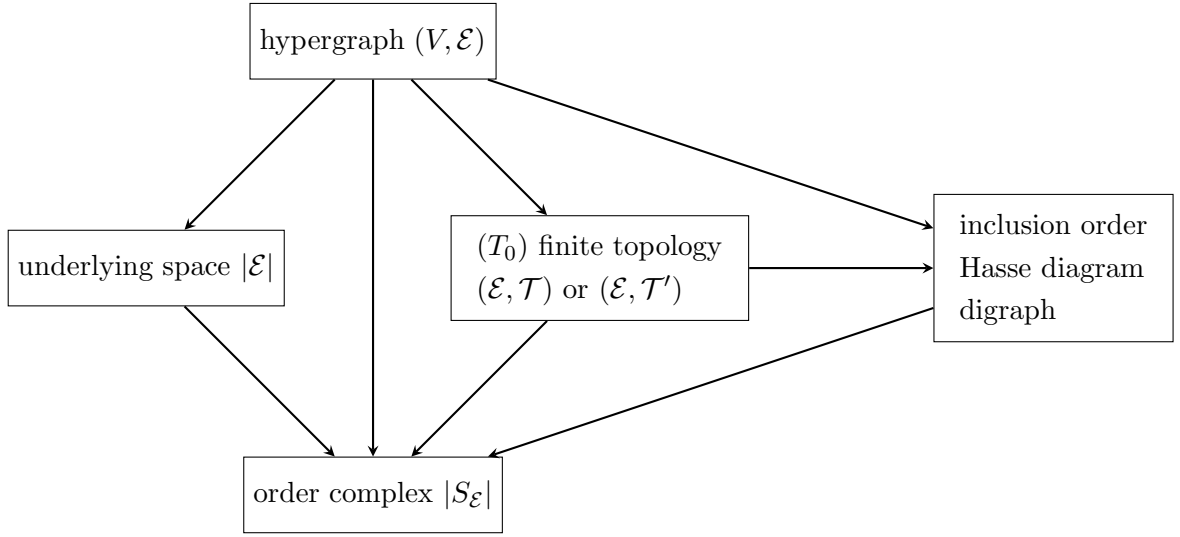 hypergraph (V, ℰ)
underlying space |ℰ|
(T₀) finite topology
(ℰ, 𝒯) or (ℰ, 𝒯′)
inclusion order
Hasse diagram
digraph
order complex |S_ℰ|